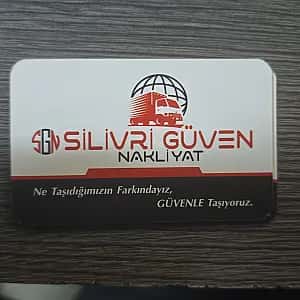 SGN SİLİVRİ GÜVEN
NAKLİYAT
Ne Taşıdığımızın Farkındayız,
GÜVENLE Taşıyoruz.